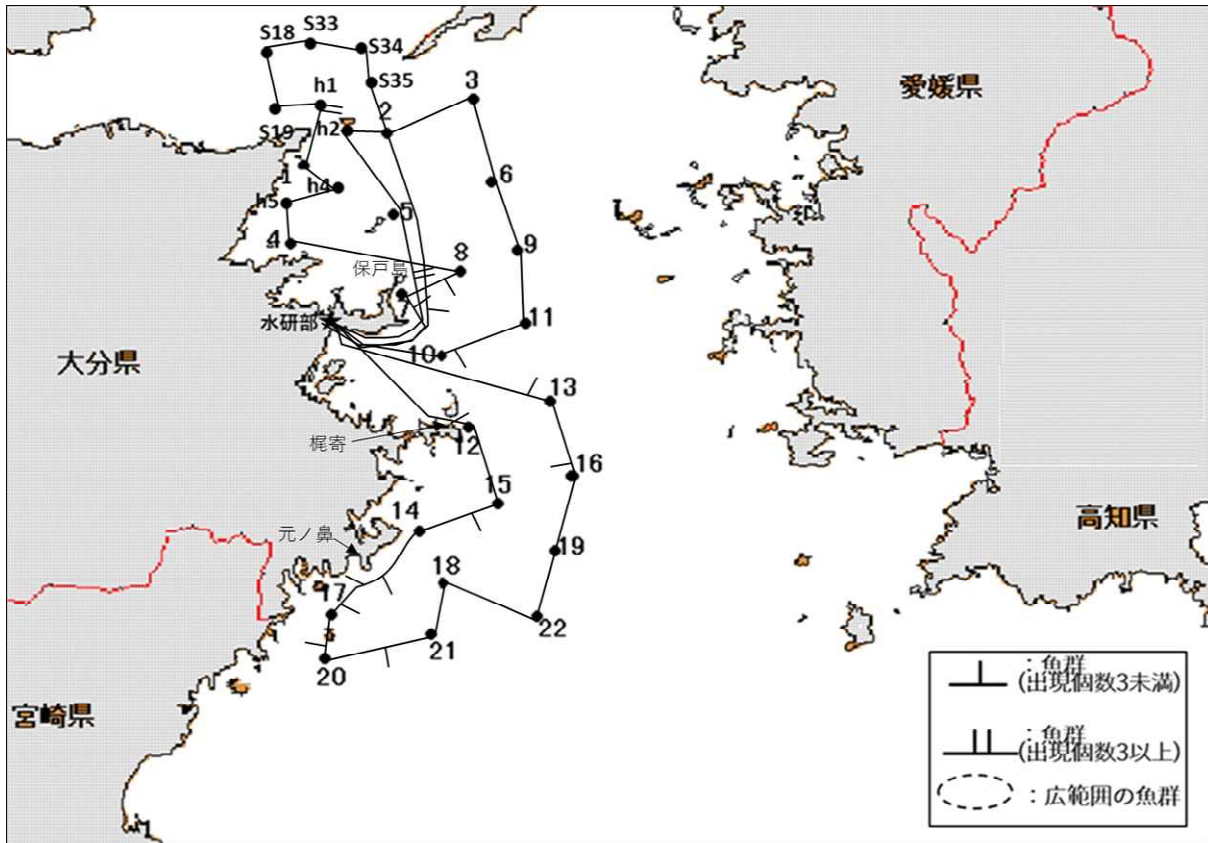 S18
S33
S34
S35
3
愛媛県
h1
2
S19
h2
1
h4
6
h5
5
4
9
保戸島
8
水研部
11
大分県
10
13
梶寄
12
16
15
14
高知県
元ノ鼻
19
18
17
22
21
20
宮崎県
：魚群
(出現個数3未満)
：魚群
(出現個数3以上)
：広範囲の魚群